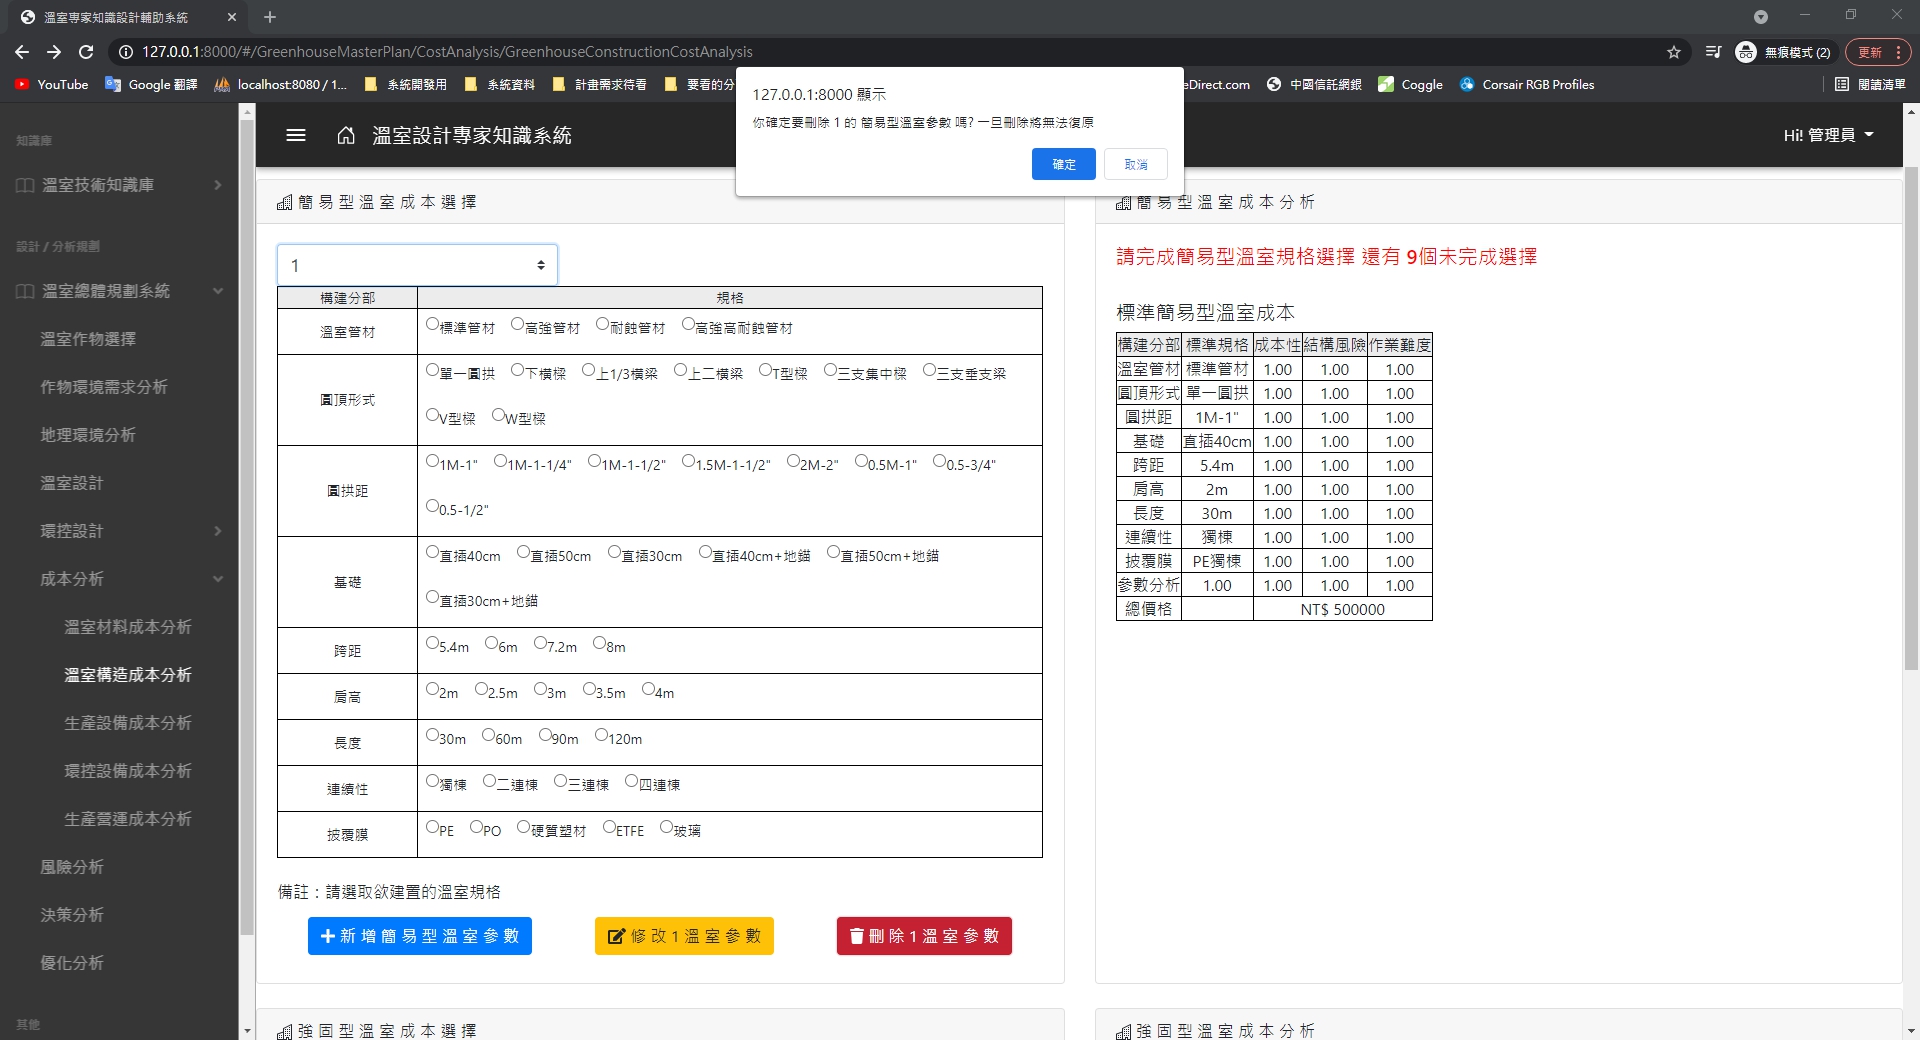 溫室專家知識設計輔助系統
127.0.0.1:8000/#/GreenhouseMasterPlan/CostAnalysis/GreenhouseConstructionCostAnalysis
無痕模式 (2)
更新
YouTube
Google 翻譯
localhost:8080 / 1...
系統開發用
系統資料
計畫需求待看
要看的分
eDirect.com
中國信託網銀
Coggle
Corsair RGB Profiles
閱讀清單
127.0.0.1:8000 顯示
你確定要刪除 1 的 簡易型溫室參數 嗎? 一旦刪除將無法復原
確定
取消
溫室設計專家知識系統
Hi! 管理員
知識庫
溫室技術知識庫
設計 / 分析規劃
溫室總體規劃系統
溫室作物選擇
作物環境需求分析
地理環境分析
溫室設計
環控設計
成本分析
溫室材料成本分析
溫室構造成本分析
生產設備成本分析
環控設備成本分析
生產營運成本分析
風險分析
決策分析
優化分析
其他
簡易型溫室成本選擇
1
構建分部 規格
溫室管材 標準管材 高強管材 耐蝕管材 高強高耐蝕管材
圓頂形式 單一圓拱 下橫樑 上1/3橫梁 上二橫梁 T型樑 三支集中樑 三支垂支梁
V型樑 W型樑
圓拱距 1M-1" 1M-1-1/4" 1M-1-1/2" 1.5M-1-1/2" 2M-2" 0.5M-1" 0.5-3/4"
0.5-1/2"
基礎 直插40cm 直插50cm 直插30cm 直插40cm+地錨 直插50cm+地錨
直插30cm+地錨
跨距 5.4m 6m 7.2m 8m
肩高 2m 2.5m 3m 3.5m 4m
長度 30m 60m 90m 120m
連續性 獨棟 二連棟 三連棟 四連棟
披覆膜 PE PO 硬質塑材 ETFE 玻璃
備註：請選取欲建置的溫室規格
新增簡易型溫室參數
修改1溫室參數
刪除1溫室參數
簡易型溫室成本分析
請完成簡易型溫室規格選擇 還有 9個未完成選擇
標準簡易型溫室成本
構建分部 標準規格 成本性 結構風險 作業難度
溫室管材 標準管材 1.00 1.00 1.00
圓頂形式 單一圓拱 1.00 1.00 1.00
圓拱距 1M-1" 1.00 1.00 1.00
基礎 直插40cm 1.00 1.00 1.00
跨距 5.4m 1.00 1.00 1.00
肩高 2m 1.00 1.00 1.00
長度 30m 1.00 1.00 1.00
連續性 獨棟 1.00 1.00 1.00
披覆膜 PE獨棟 1.00 1.00 1.00
參數分析 1.00 1.00 1.00 1.00
總價格 NT$ 500000
強固型溫室成本選擇
強固型溫室成本分析